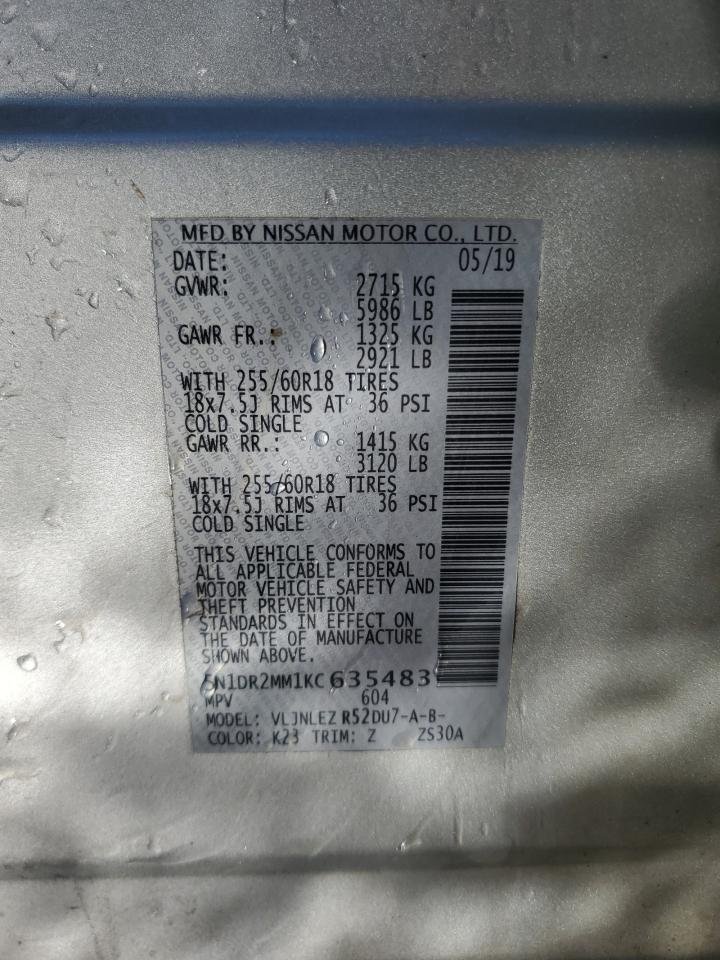 MFD BY NISSAN MOTOR CO., LTD.
DATE: 05/19
GVWR: 2715 KG
5986 LB
GAWR FR.: 1325 KG
2921 LB
WITH 255/60R18 TIRES
18x7.5J RIMS AT 36 PSI
COLD SINGLE
GAWR RR.: 1415 KG
3120 LB
WITH 255/60R18 TIRES
18x7.5J RIMS AT 36 PSI
COLD SINGLE
THIS VEHICLE CONFORMS TO
ALL APPLICABLE FEDERAL
MOTOR VEHICLE SAFETY AND
THEFT PREVENTION
STANDARDS IN EFFECT ON
THE DATE OF MANUFACTURE
SHOWN ABOVE.
5N1DR2MM1KC635483
MPV 604
MODEL: VLJNLEZ R52DU7-A-B-
COLOR: K23 TRIM: Z ZS30A